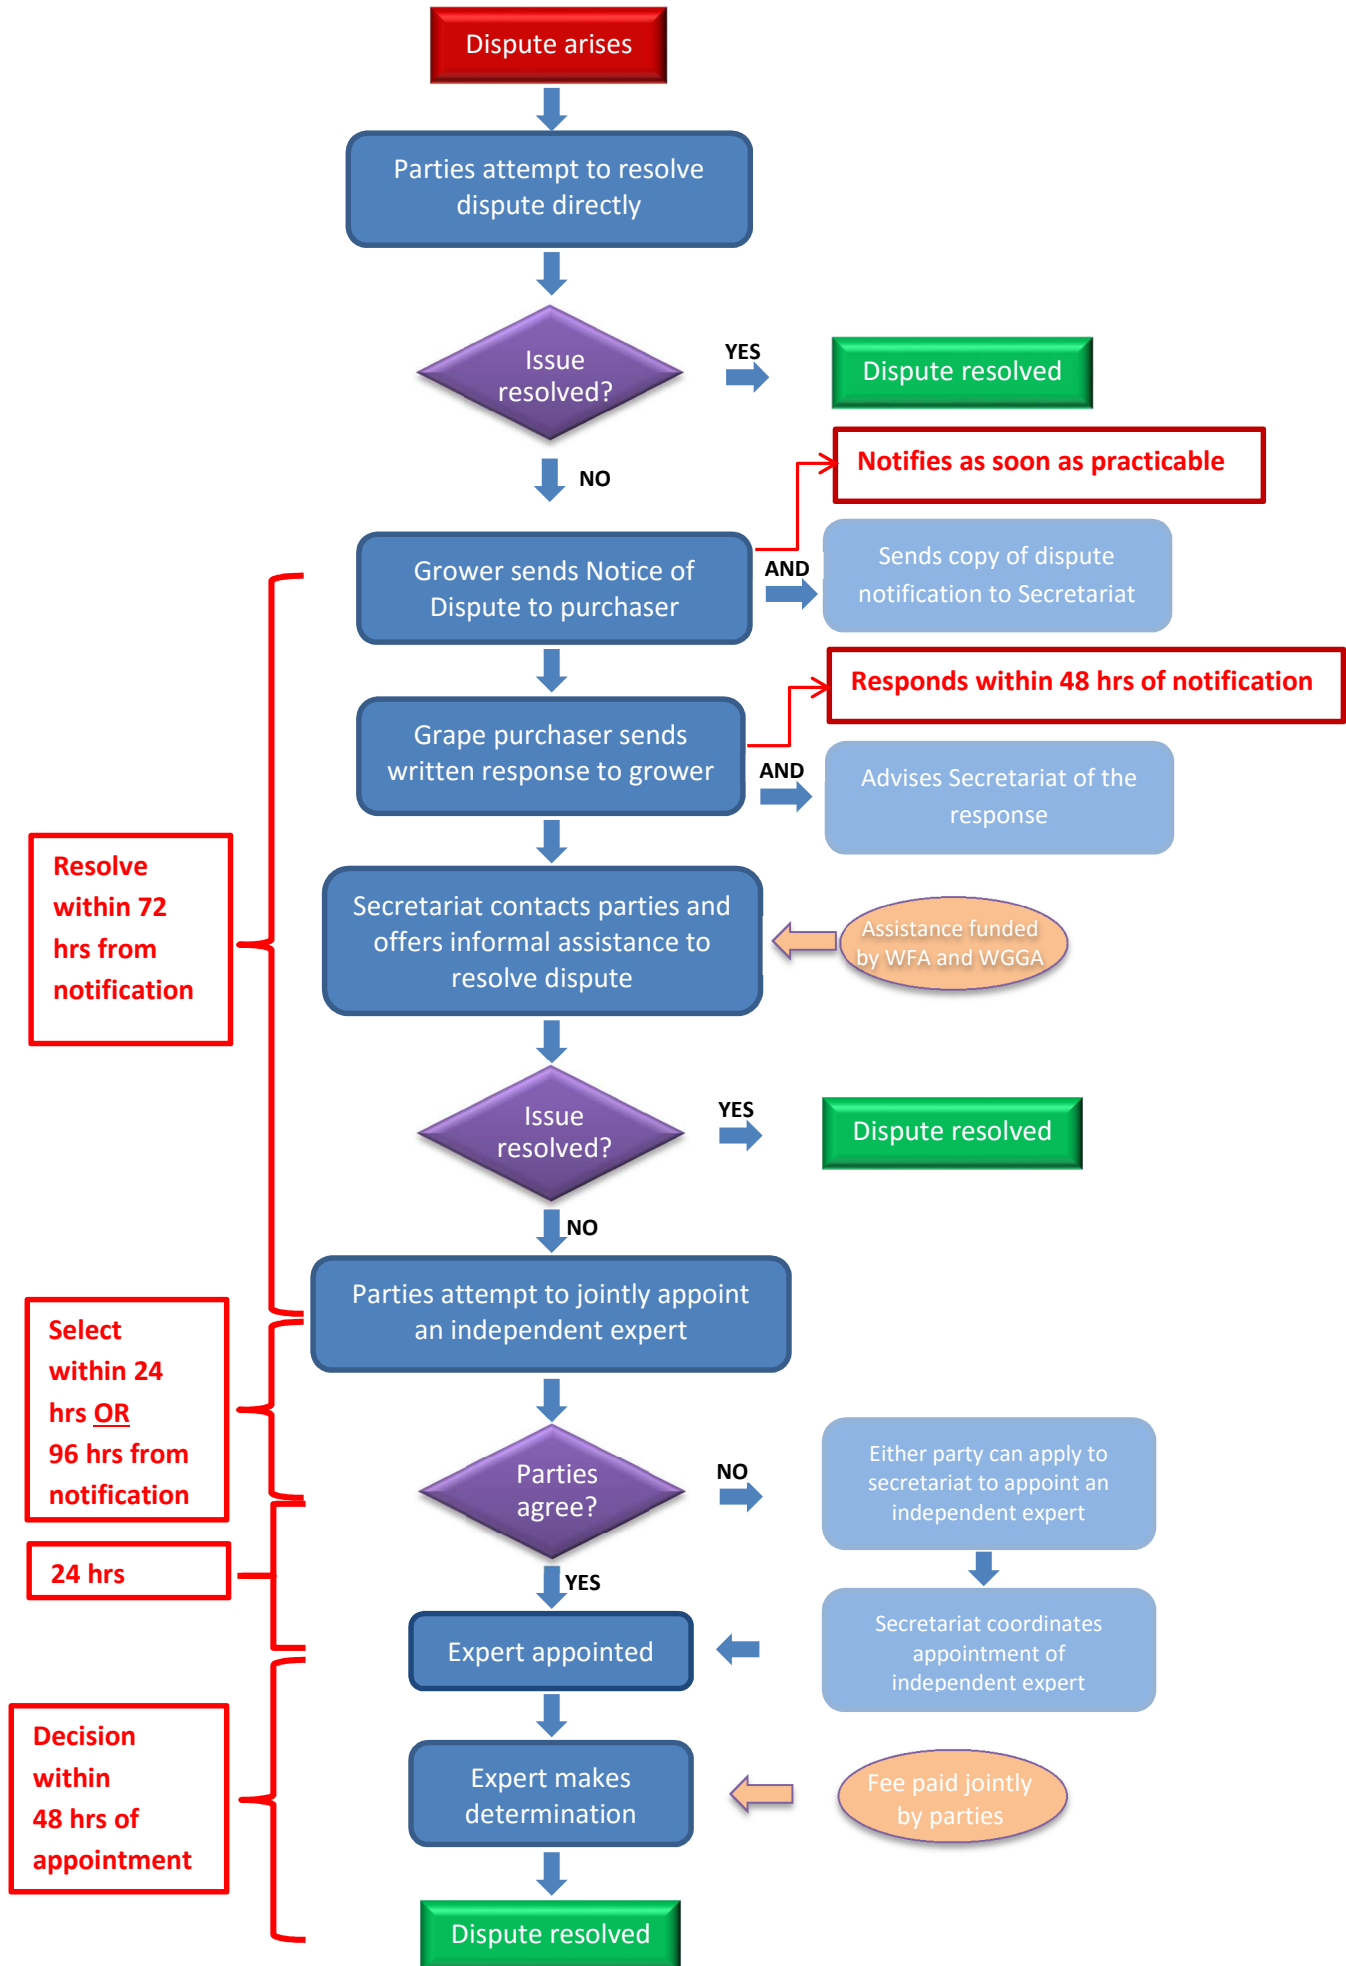 Dispute arises
Parties attempt to resolve
dispute directly
Issue
resolved?
YES
Dispute resolved
NO
Notifies as soon as practicable
Grower sends Notice of
Dispute to purchaser
AND
Sends copy of dispute
notification to Secretariat
Responds within 48 hrs of notification
Grape purchaser sends
written response to grower
AND
Advises Secretariat of the
response
Resolve
within 72
hrs from
notification
Secretariat contacts parties and
offers informal assistance to
resolve dispute
Assistance funded
by WFA and WGGA
Issue
resolved?
YES
Dispute resolved
NO
Parties attempt to jointly appoint
an independent expert
Select
within 24
hrs OR
96 hrs from
notification
Parties
agree?
NO
Either party can apply to
secretariat to appoint an
independent expert
24 hrs
YES
Expert appointed
Secretariat coordinates
appointment of
independent expert
Decision
within
48 hrs of
appointment
Expert makes
determination
Fee paid jointly
by parties
Dispute resolved